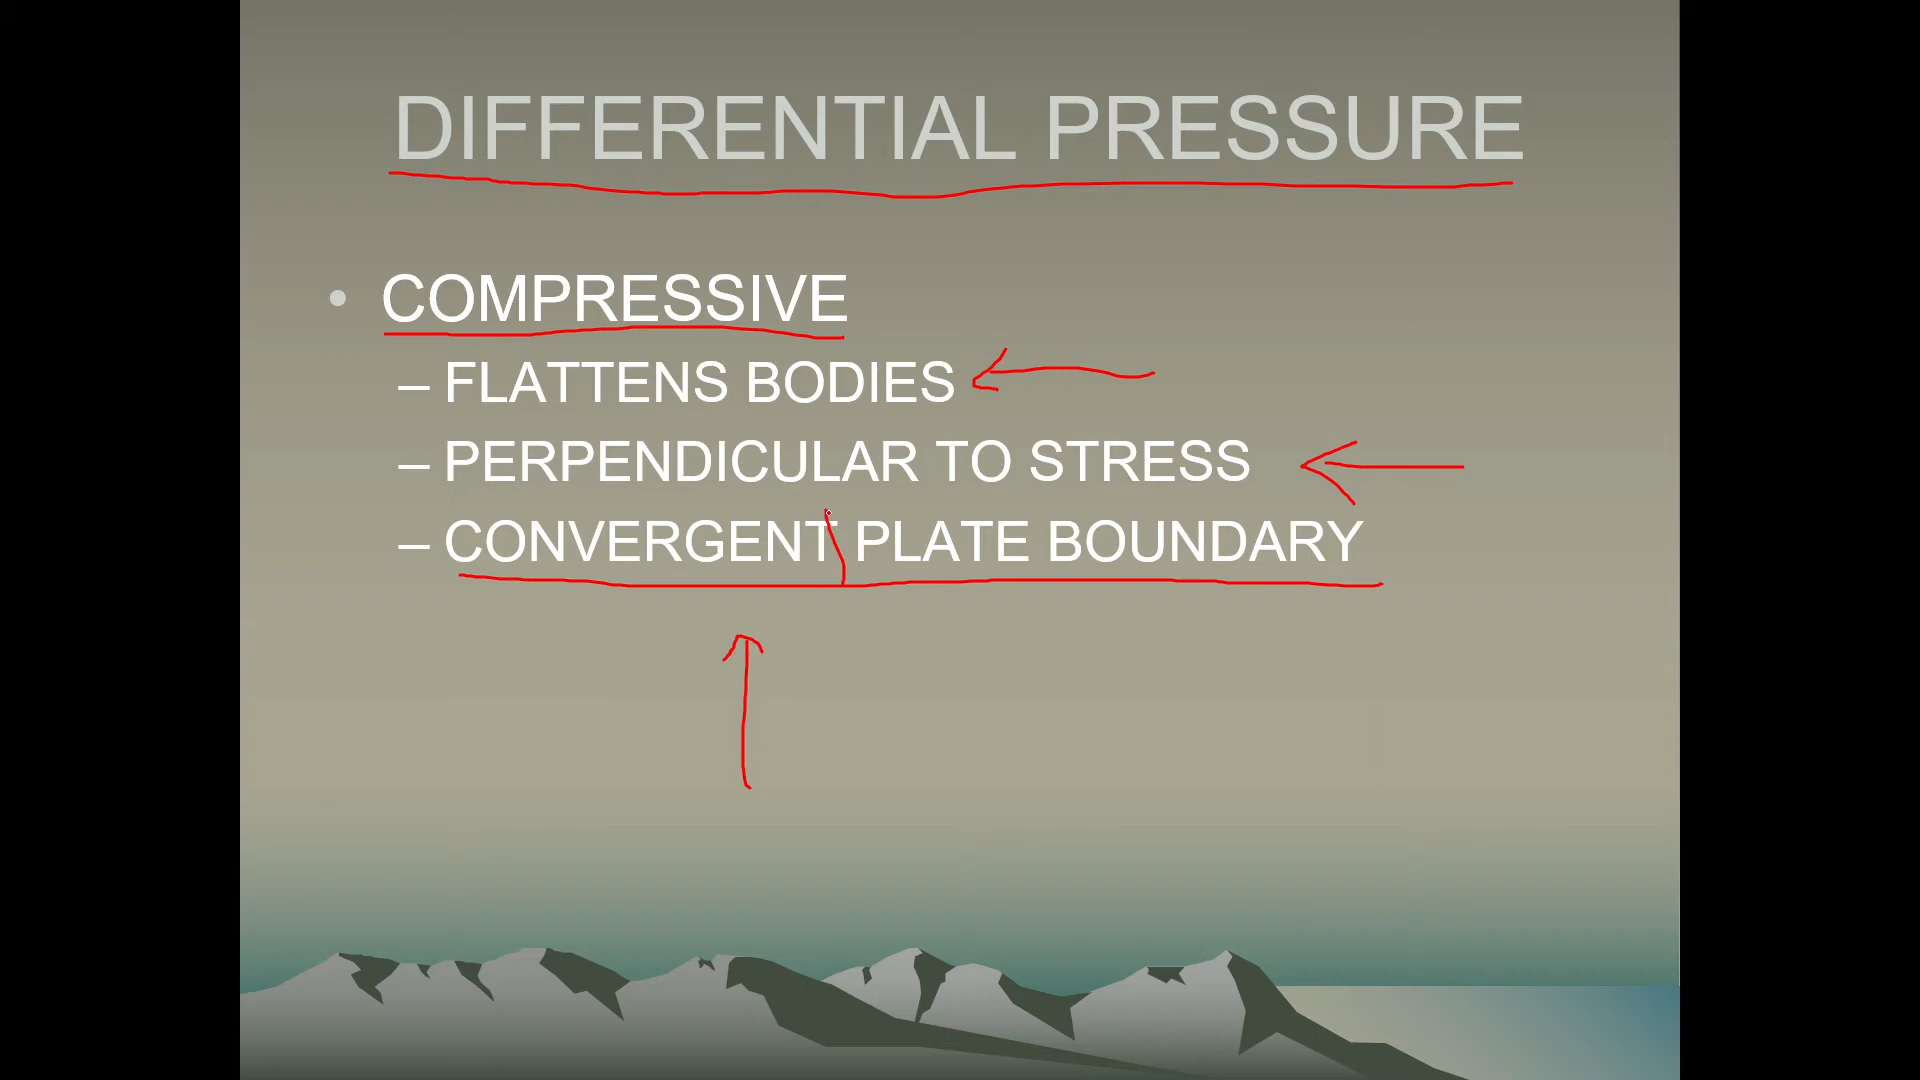 DIFFERENTIAL PRESSURE
• COMPRESSIVE
– FLATTENS BODIES
– PERPENDICULAR TO STRESS
– CONVERGENT PLATE BOUNDARY